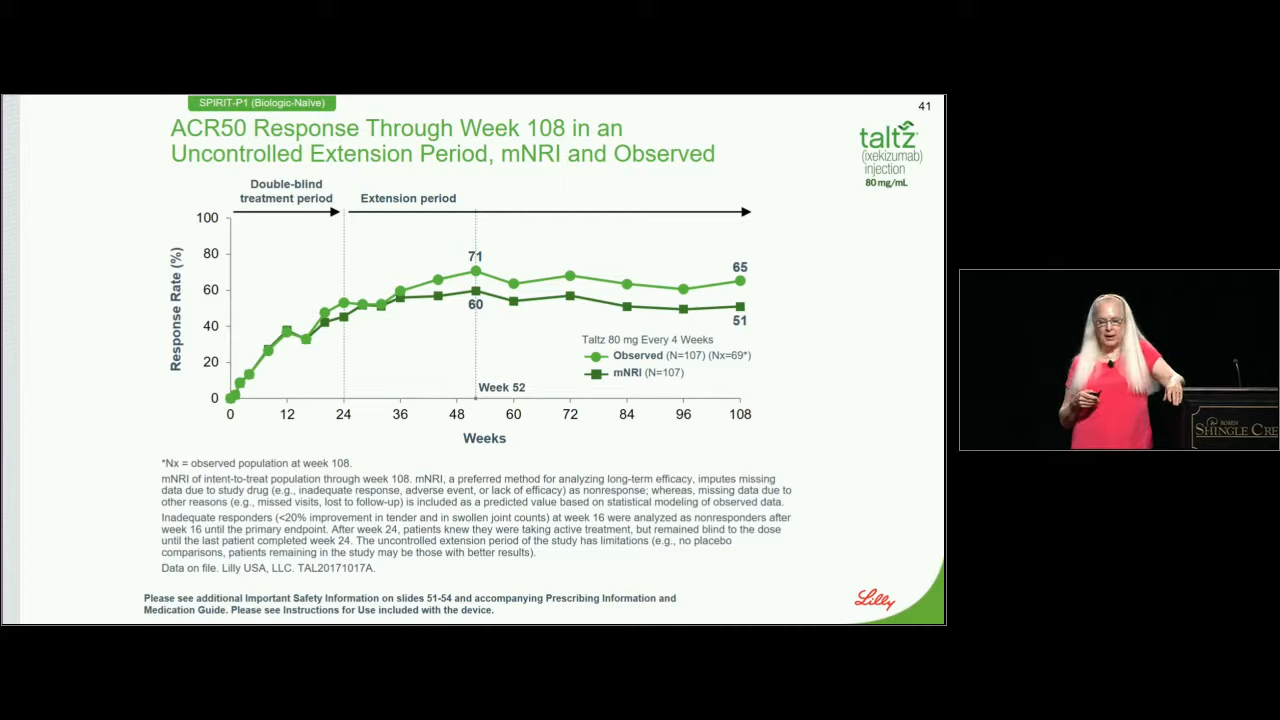 SPIRIT-P1 (Biologic-Naïve)
41
ACR50 Response Through Week 108 in an
Uncontrolled Extension Period, mNRI and Observed
taltz
(ixekizumab)
injection
80 mg/mL
Double-blind
treatment period
Extension period
Response Rate (%)
100
80
60
40
20
0
71
60
65
51
Taltz 80 mg Every 4 Weeks
Observed (N=107) (Nx=69*)
mNRI (N=107)
Week 52
0 12 24 36 48 60 72 84 96 108
Weeks
*Nx = observed population at week 108.
mNRI of intent-to-treat population through week 108. mNRI, a preferred method for analyzing long-term efficacy, imputes missing
data due to study drug (e.g., inadequate response, adverse event, or lack of efficacy) as nonresponse; whereas, missing data due to
other reasons (e.g., missed visits, lost to follow-up) is included as a predicted value based on statistical modeling of observed data.
Inadequate responders (<20% improvement in tender and in swollen joint counts) at week 16 were analyzed as nonresponders after
week 16 until the primary endpoint. After week 24, patients knew they were taking active treatment, but remained blind to the dose
until the last patient completed week 24. The uncontrolled extension period of the study has limitations (e.g., no placebo
comparisons, patients remaining in the study may be those with better results).
Data on file. Lilly USA, LLC. TAL20171017A.
Please see additional Important Safety Information on slides 51-54 and accompanying Prescribing Information and
Medication Guide. Please see Instructions for Use included with the device.
Lilly
ROSEN
SHINGLE CRE